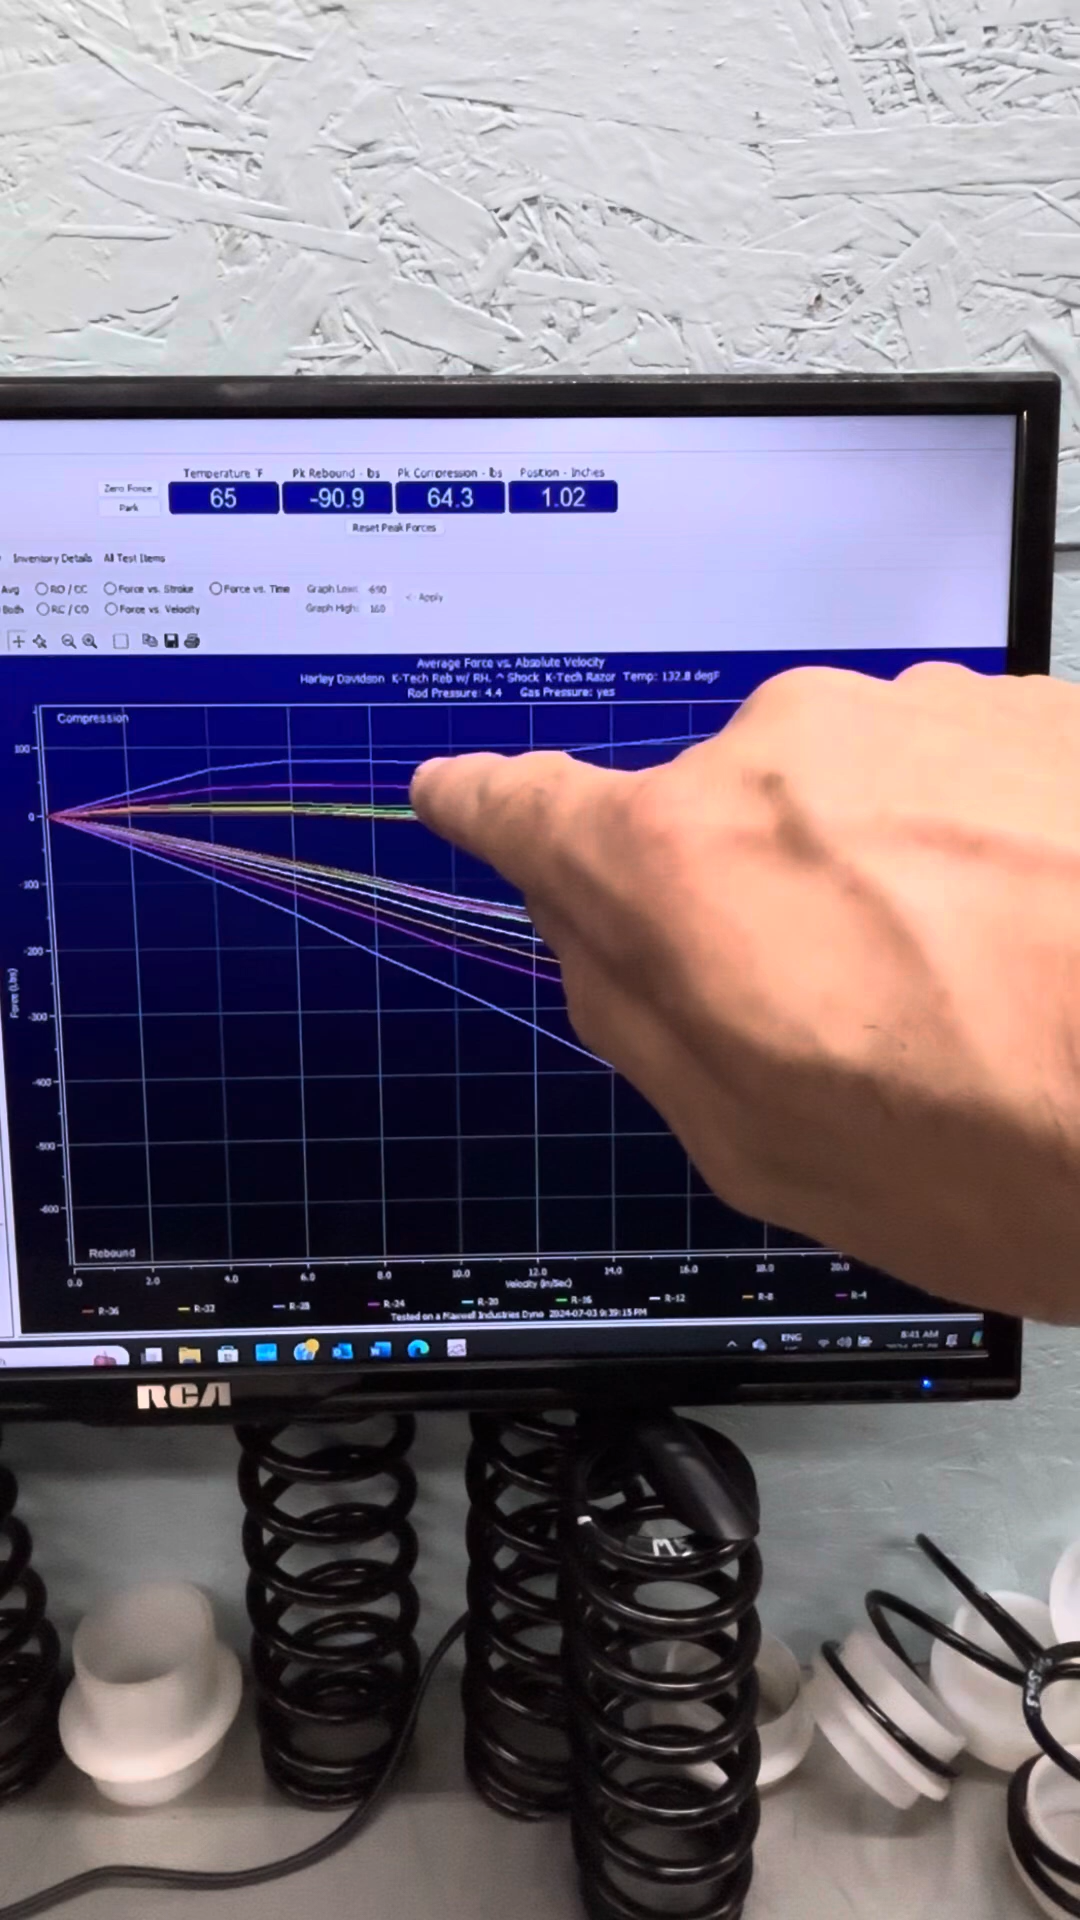 Temperature °F Pk Rebound - lbs Pk Compression - lbs Position - Inches
Zero Force
Park
65 -90.9 64.3 1.02
Reset Peak Forces
Inventory Details All Test Items
Avg RO / CC Force vs. Stroke Force vs. Time Graph Low:
Both RC / CO Force vs. Velocity Graph High: 160
<- Apply
Average Force vs. Absolute Velocity
Harley Davidson K-Tech Reb w/ RH. ^ Shock K-Tech Razor Temp: 132.8 degF
Rod Pressure: 4.4 Gas Pressure: yes
Compression
100
0
-100
-200
-300
-400
-500
-600
Force (Lbs)
Rebound
0.0 2.0 4.0 6.0 8.0 10.0 12.0 14.0 16.0 18.0 20.0
Velocity (in/Sec)
R-36 R-32 R-28 R-24 R-20 R-16 R-12 R-8 R-4
Tested on a Maxwell Industries Dyno 2024-07-03 9:39:15 PM
ENG
8:41 AM
RCA
M5